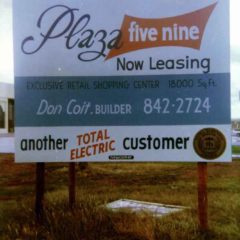 Plaza five nine
Now Leasing
EXCLUSIVE RETAIL SHOPPING CENTER 18000 Sq.Ft.
Don Coit. BUILDER 842-2724
another TOTAL ELECTRIC customer